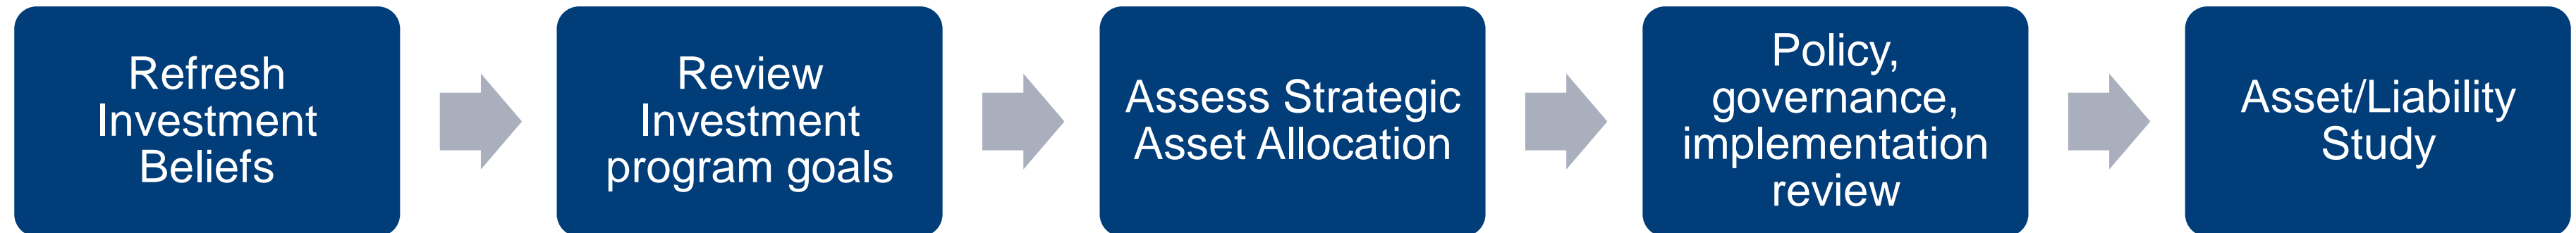 Refresh
Investment
Beliefs
Review
Investment
program goals
Assess Strategic
Asset Allocation
Policy,
governance,
implementation
review
Asset/Liability
Study